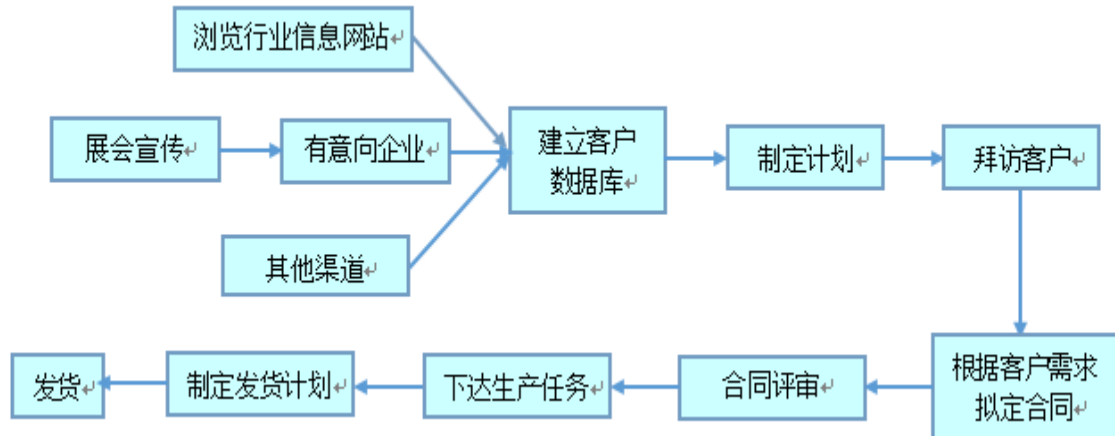 浏览行业信息网站
展会宣传
有意向企业
建立客户
数据库
制定计划
拜访客户
其他渠道
根据客户需求
拟定合同
合同评审
下达生产任务
制定发货计划
发货